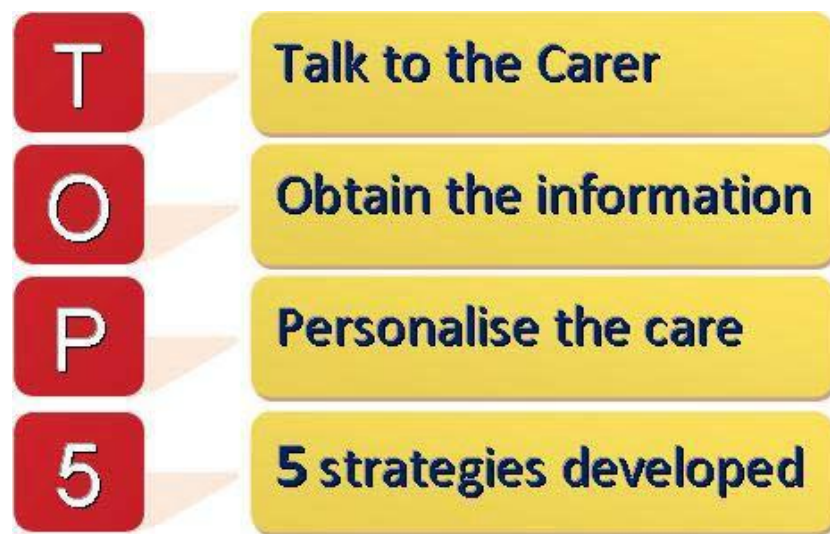 T Talk to the Carer
O Obtain the information
P Personalise the care
5 5 strategies developed